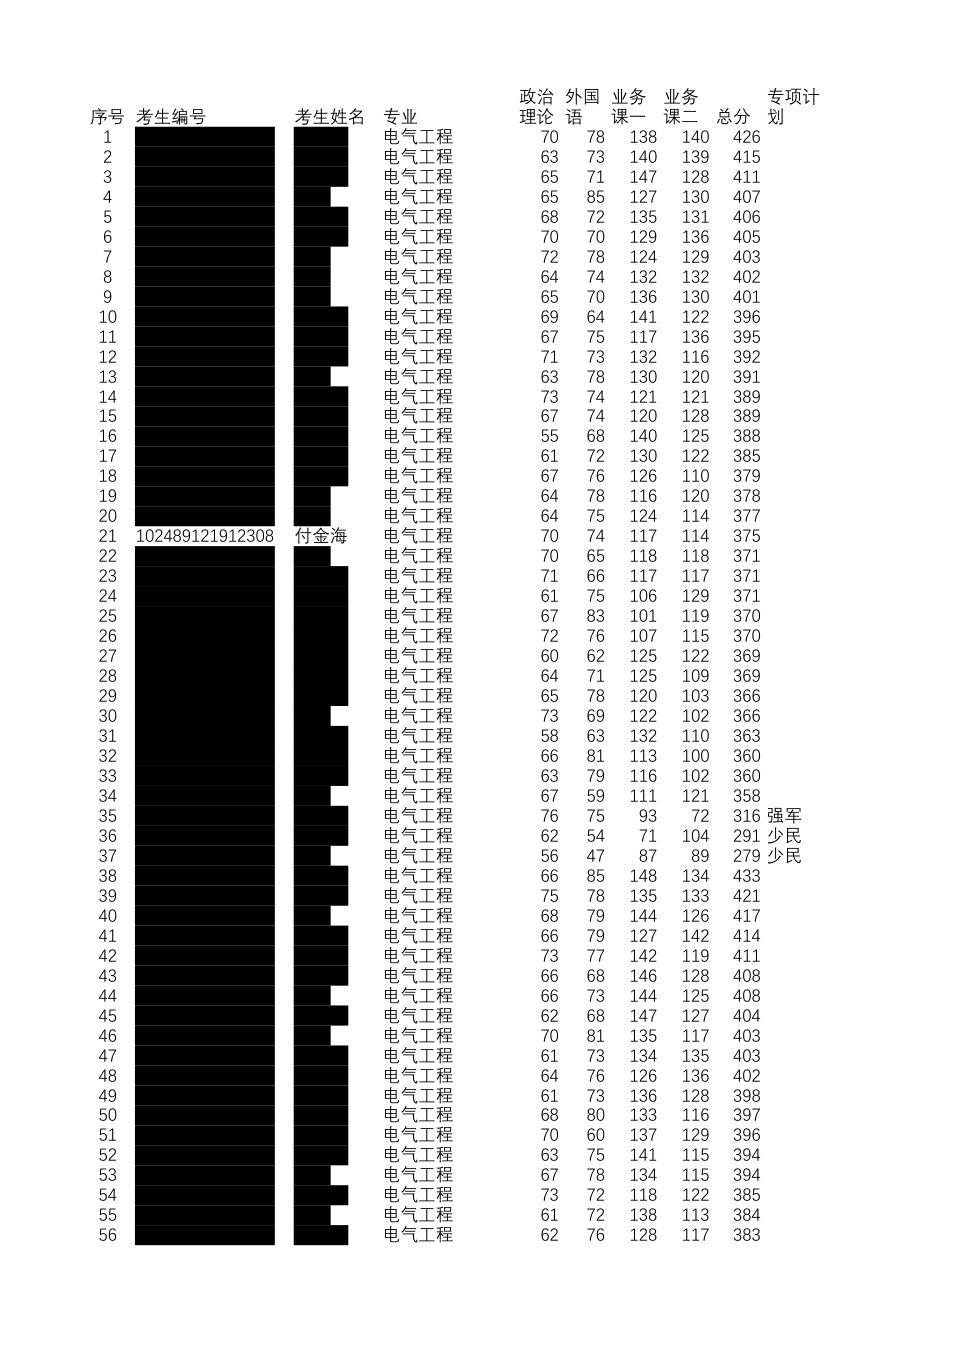 政治 外国 业务 业务 专项计
序号 考生编号 考生姓名 专业 理论 语 课一 课二 总分 划
1 电气工程 70 78 138 140 426
2 电气工程 63 73 140 139 415
3 电气工程 65 71 147 128 411
4 电气工程 65 85 127 130 407
5 电气工程 68 72 135 131 406
6 电气工程 70 70 129 136 405
7 电气工程 72 78 124 129 403
8 电气工程 64 74 132 132 402
9 电气工程 65 70 136 130 401
10 电气工程 69 64 141 122 396
11 电气工程 67 75 117 136 395
12 电气工程 71 73 132 116 392
13 电气工程 63 78 130 120 391
14 电气工程 73 74 121 121 389
15 电气工程 67 74 120 128 389
16 电气工程 55 68 140 125 388
17 电气工程 61 72 130 122 385
18 电气工程 67 76 126 110 379
19 电气工程 64 78 116 120 378
20 电气工程 64 75 124 114 377
21 102489121912308 付金海 电气工程 70 74 117 114 375
22 电气工程 70 65 118 118 371
23 电气工程 71 66 117 117 371
24 电气工程 61 75 106 129 371
25 电气工程 67 83 101 119 370
26 电气工程 72 76 107 115 370
27 电气工程 60 62 125 122 369
28 电气工程 64 71 125 109 369
29 电气工程 65 78 120 103 366
30 电气工程 73 69 122 102 366
31 电气工程 58 63 132 110 363
32 电气工程 66 81 113 100 360
33 电气工程 63 79 116 102 360
34 电气工程 67 59 111 121 358
35 电气工程 76 75 93 72 316 强军
36 电气工程 62 54 71 104 291 少民
37 电气工程 56 47 87 89 279 少民
38 电气工程 66 85 148 134 433
39 电气工程 75 78 135 133 421
40 电气工程 68 79 144 126 417
41 电气工程 66 79 127 142 414
42 电气工程 73 77 142 119 411
43 电气工程 66 68 146 128 408
44 电气工程 66 73 144 125 408
45 电气工程 62 68 147 127 404
46 电气工程 70 81 135 117 403
47 电气工程 61 73 134 135 403
48 电气工程 64 76 126 136 402
49 电气工程 61 73 136 128 398
50 电气工程 68 80 133 116 397
51 电气工程 70 60 137 129 396
52 电气工程 63 75 141 115 394
53 电气工程 67 78 134 115 394
54 电气工程 73 72 118 122 385
55 电气工程 61 72 138 113 384
56 电气工程 62 76 128 117 383